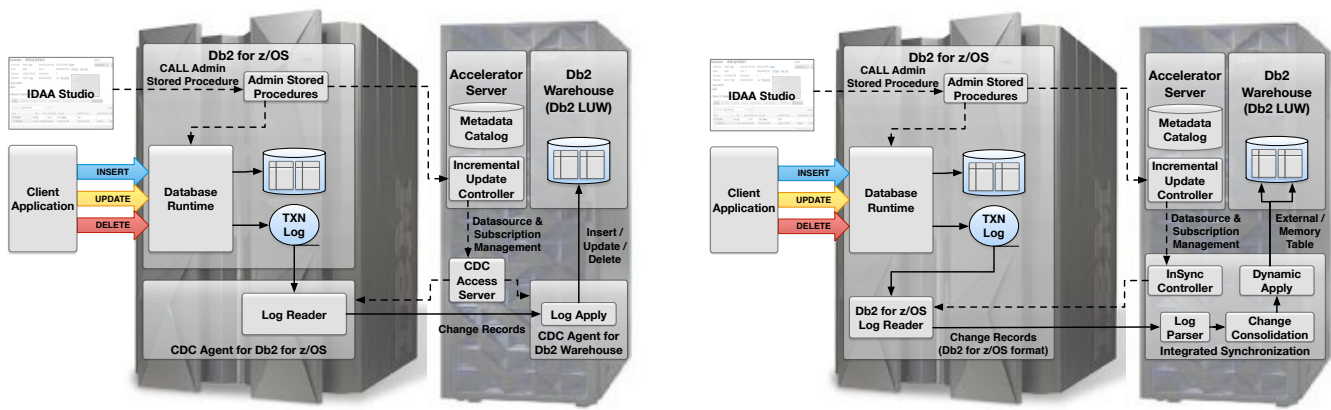 Db2 for z/OS
CALL Admin
Stored Procedure
Admin Stored
Procedures
IDAA Studio
Client
Application
INSERT
UPDATE
DELETE
Database
Runtime
TXN
Log
Log Reader
CDC Agent for Db2 for z/OS
Accelerator
Server
Metadata
Catalog
Incremental
Update
Controller
Datasource &
Subscription
Management
CDC
Access
Server
Change Records
Db2
Warehouse
(Db2 LUW)
Insert /
Update /
Delete
Log Apply
CDC Agent for
Db2 Warehouse
Db2 for z/OS
CALL Admin
Stored Procedure
Admin Stored
Procedures
IDAA Studio
Client
Application
INSERT
UPDATE
DELETE
Database
Runtime
TXN
Log
Db2 for z/OS
Log Reader
Change Records
(Db2 for z/OS format)
Accelerator
Server
Metadata
Catalog
Incremental
Update
Controller
Datasource &
Subscription
Management
Db2
Warehouse
(Db2 LUW)
External /
Memory
Table
InSync
Controller
Dynamic
Apply
Log
Parser
Change
Consolidation
Integrated Synchronization